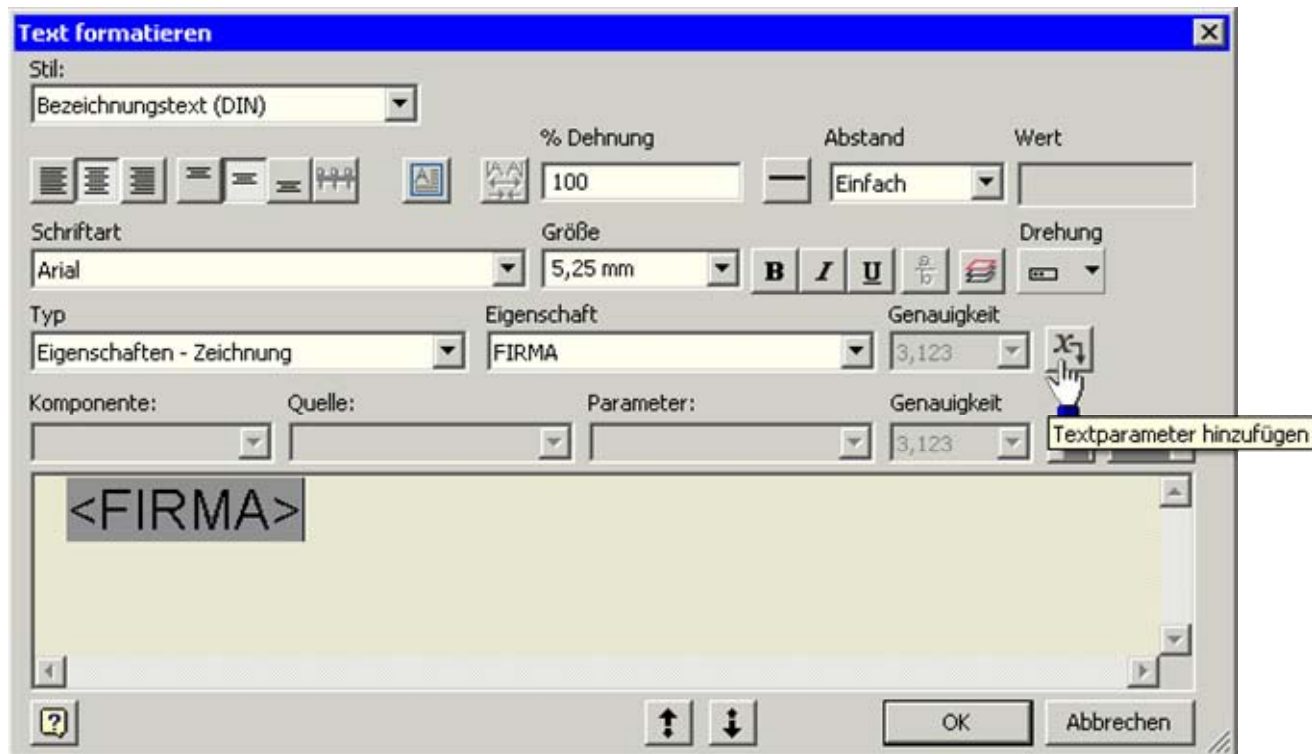 Text formatieren
Stil:
Bezeichnungstext (DIN)
% Dehnung Abstand Wert
100 Einfach
Schriftart Größe Drehung
Arial 5,25 mm B I U a/b
Typ Eigenschaft Genauigkeit
Eigenschaften - Zeichnung FIRMA 3,123 X
Komponente: Quelle: Parameter: Genauigkeit
3,123 Textparameter hinzufügen
<FIRMA>
OK Abbrechen